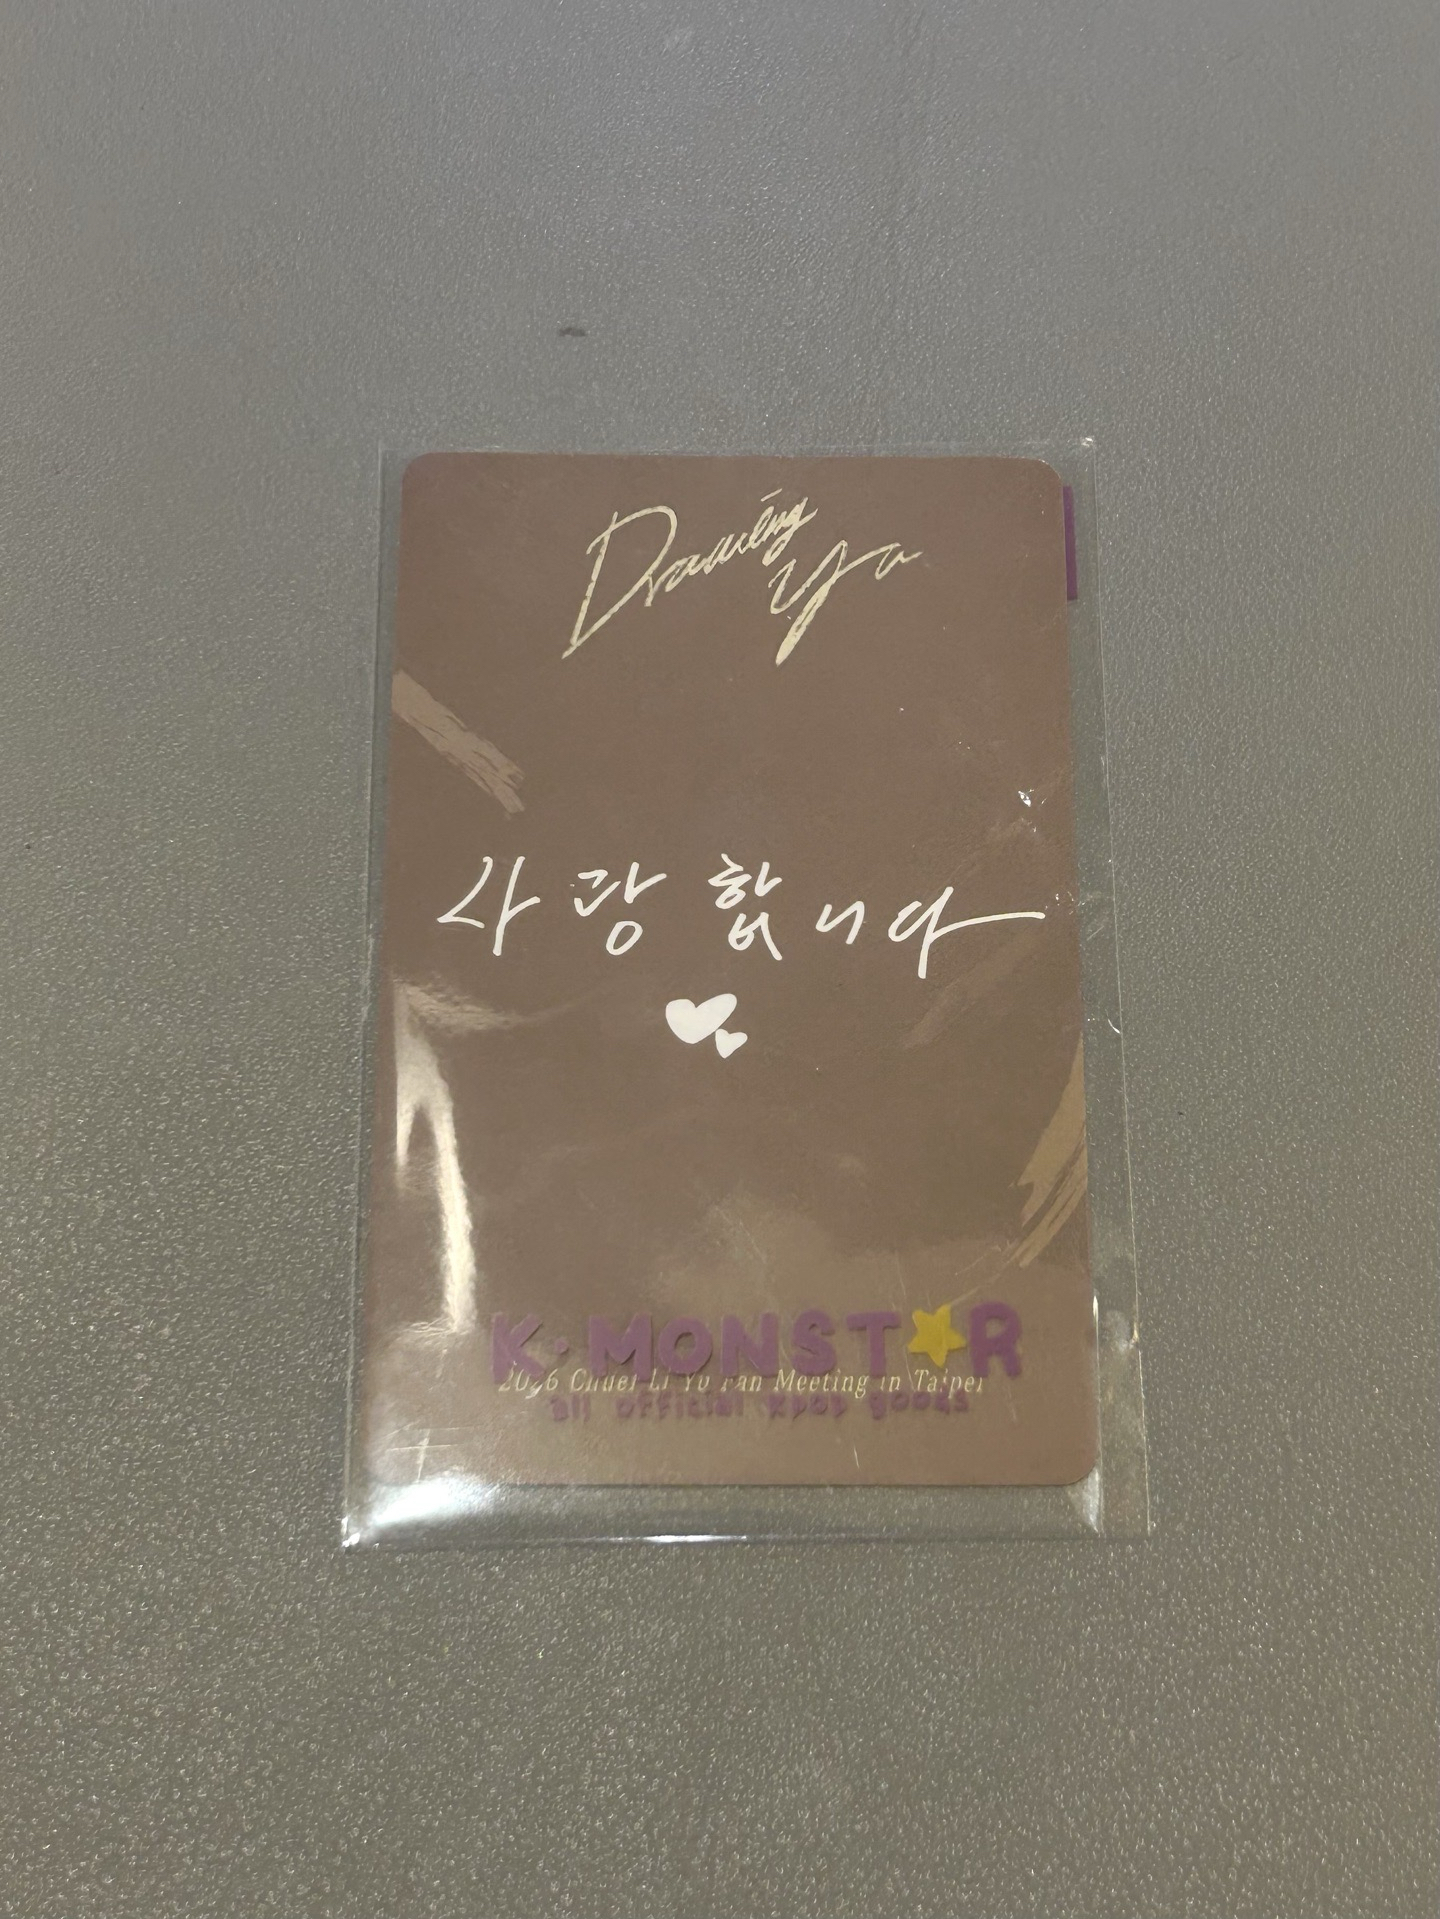 Drawing
Yu
사랑합니다
K·MONSTAR
2026 Chuei Li Yu Fan Meeting in Taipei
all official kpop goods